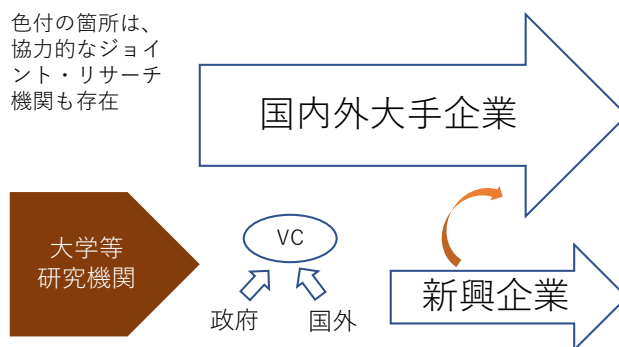 色付の箇所は、
協力的なジョイ
ント・リサーチ
機関も存在
国内外大手企業
大学等
研究機関
VC
政府
国外
新興企業